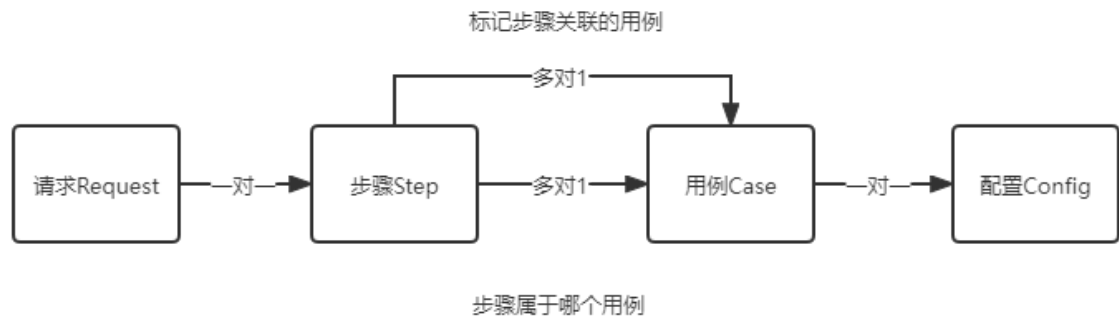 标记步骤关联的用例
多对1
请求Request
一对一
步骤Step
多对1
用例Case
一对一
配置Config
步骤属于哪个用例